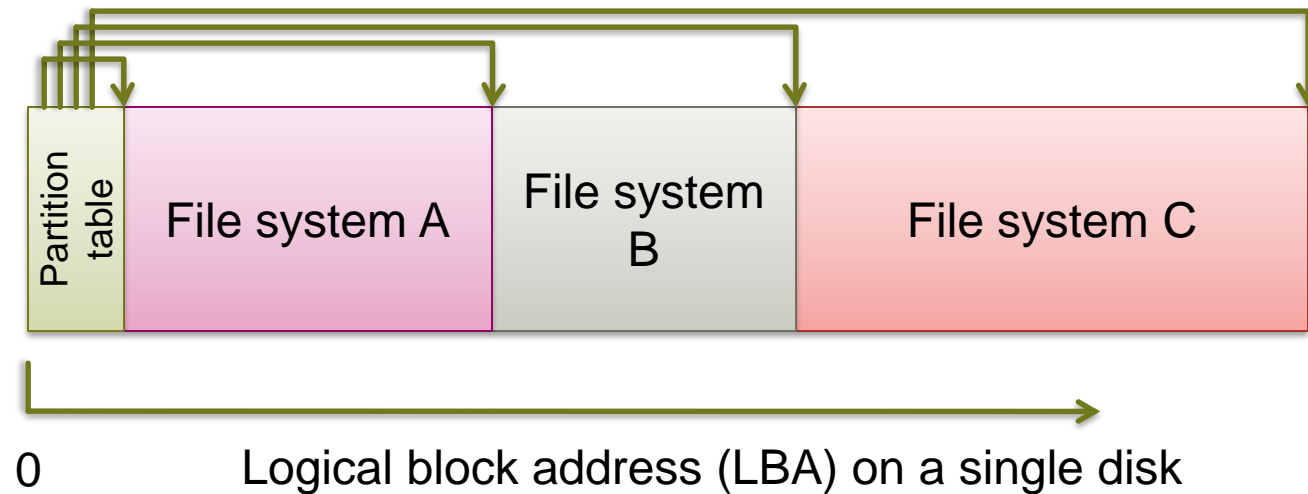 Partition
table
File system A
File system
B
File system C
0
Logical block address (LBA) on a single disk